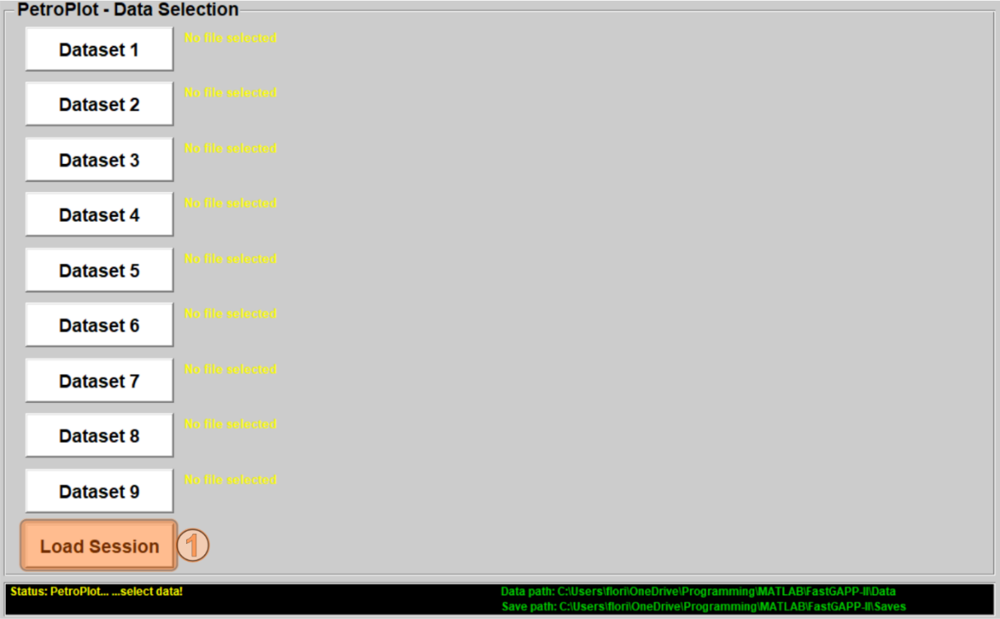 PetroPlot - Data Selection
Dataset 1 No file selected
Dataset 2 No file selected
Dataset 3 No file selected
Dataset 4 No file selected
Dataset 5 No file selected
Dataset 6 No file selected
Dataset 7 No file selected
Dataset 8 No file selected
Dataset 9 No file selected
Load Session 1
Status: PetroPlot... ...select data! Data path: C:\Users\flori\OneDrive\Programming\MATLAB\FastGAPP-II\Data
Save path: C:\Users\flori\OneDrive\Programming\MATLAB\FastGAPP-II\Saves